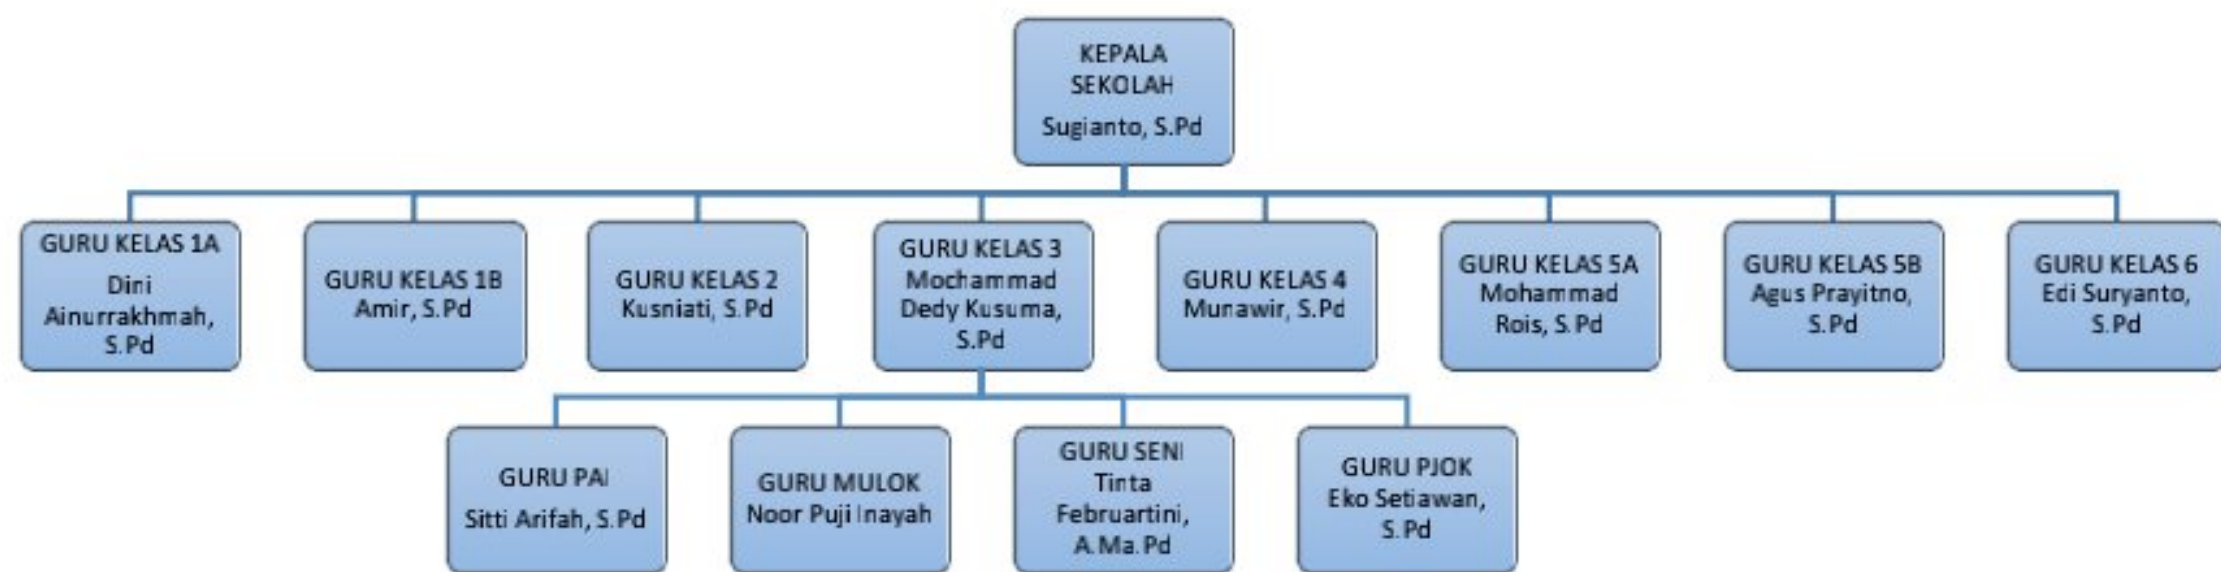 KEPALA
SEKOLAH
Sugianto, S.Pd
GURU KELAS 1A
Dini
Ainurrakhmah,
S.Pd
GURU KELAS 1B
Amir, S.Pd
GURU KELAS 2
Kusniati, S.Pd
GURU KELAS 3
Mochammad
Dedy Kusuma,
S.Pd
GURU KELAS 4
Munawir, S.Pd
GURU KELAS 5A
Mohammad
Rois, S.Pd
GURU KELAS 5B
Agus Prayitno,
S.Pd
GURU KELAS 6
Edi Suryanto,
S.Pd
GURU PAI
Sitti Arifah, S.Pd
GURU MULOK
Noor Puji Inayah
GURU SENI
Tinta
Februartini,
A.Ma.Pd
GURU PJOK
Eko Setiawan,
S.Pd